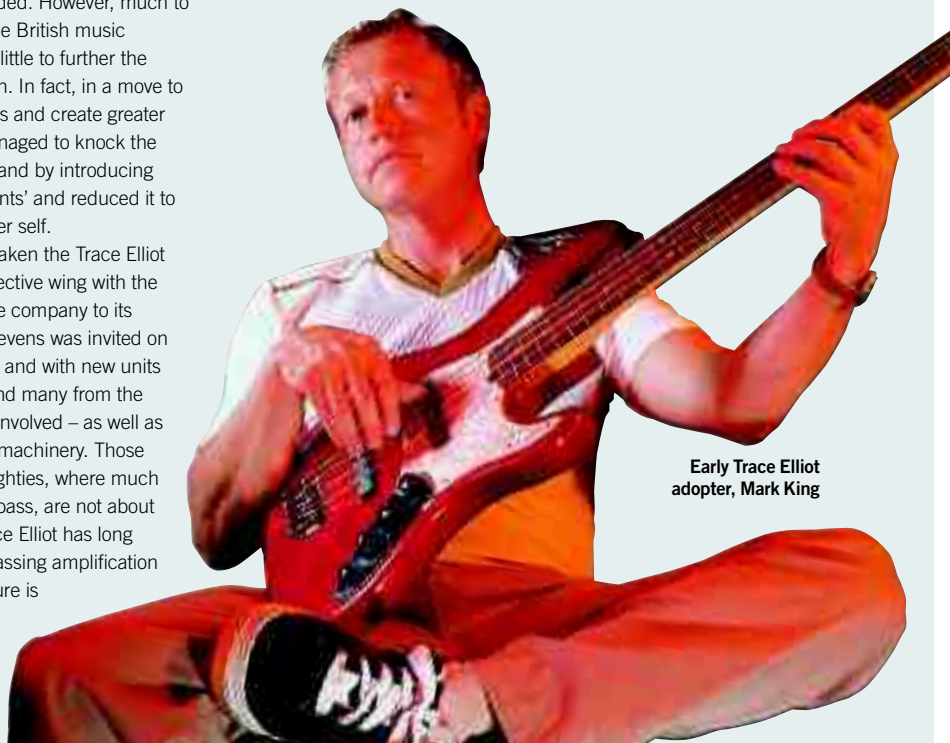 However, much to
e British music
little to further the
n. In fact, in a move to
s and create greater
naged to knock the
and by introducing
nts' and reduced it to
er self.
aken the Trace Elliot
ective wing with the
e company to its
evens was invited on
and with new units
nd many from the
nvolved – as well as
machinery. Those
ghties, where much
pass, are not about
ce Elliot has long
assing amplification
ure is
Early Trace Elliot
adopter, Mark King